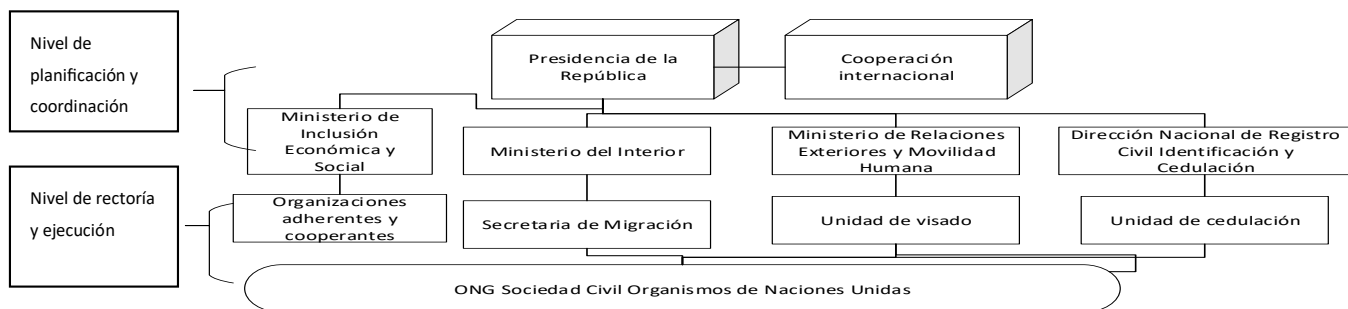 Nivel de
planificación y
coordinación
Presidencia de la
República
Cooperación
internacional
Ministerio de
Inclusión
Económica y
Social
Ministerio del Interior
Ministerio de Relaciones
Exteriores y Movilidad
Humana
Dirección Nacional de Registro
Civil Identificación y
Cedulación
Nivel de rectoría
y ejecución
Organizaciones
adherentes y
cooperantes
Secretaria de Migración
Unidad de visado
Unidad de cedulación
ONG Sociedad Civil Organismos de Naciones Unidas